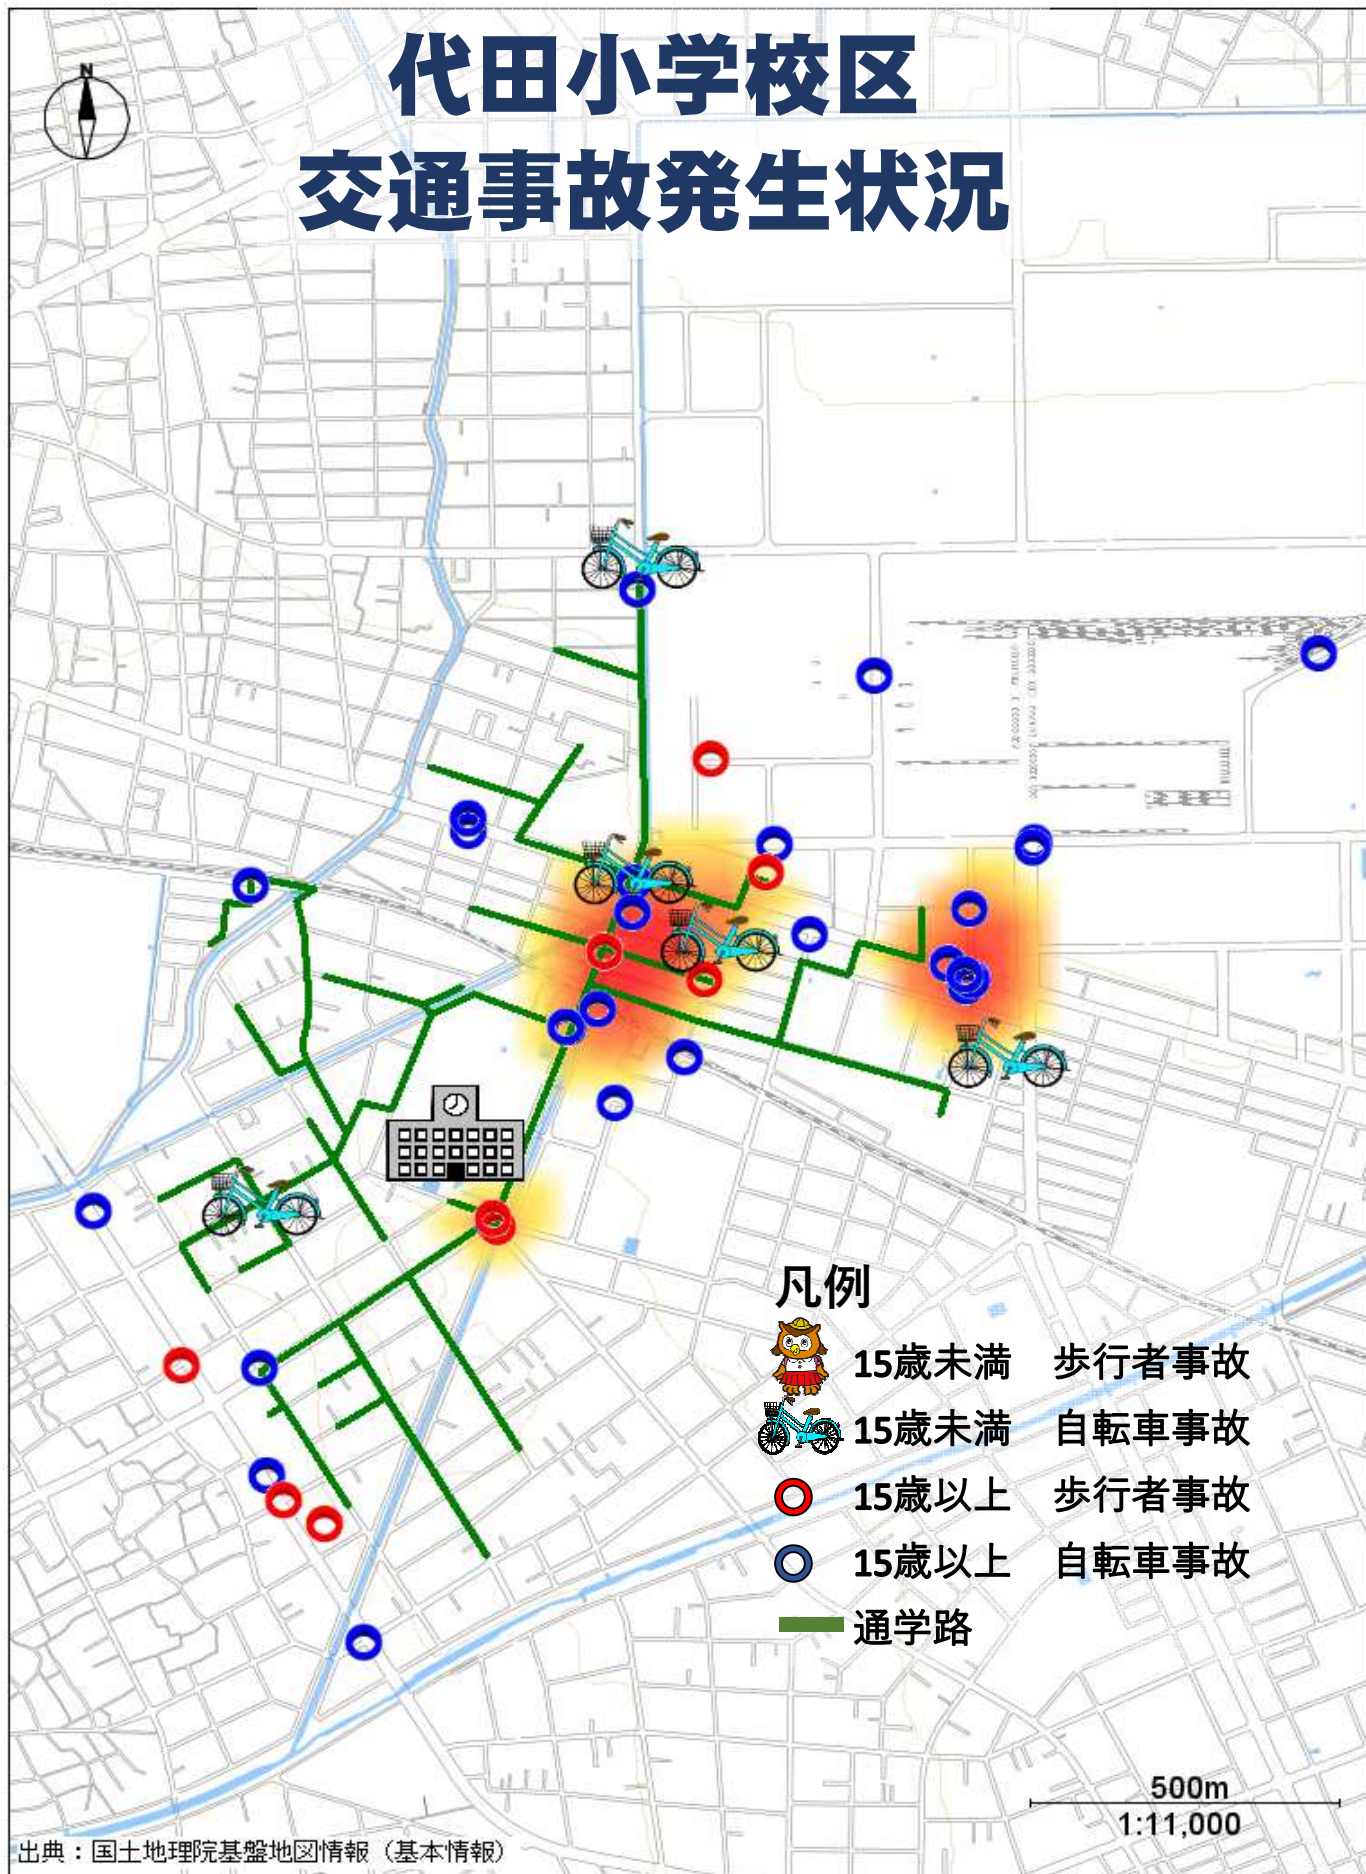 代田小学校区
交通事故発生状況
N
凡例
15歳未満 歩行者事故
15歳未満 自転車事故
15歳以上 歩行者事故
15歳以上 自転車事故
通学路
500m
1:11,000
出典：国土地理院基盤地図情報（基本情報）